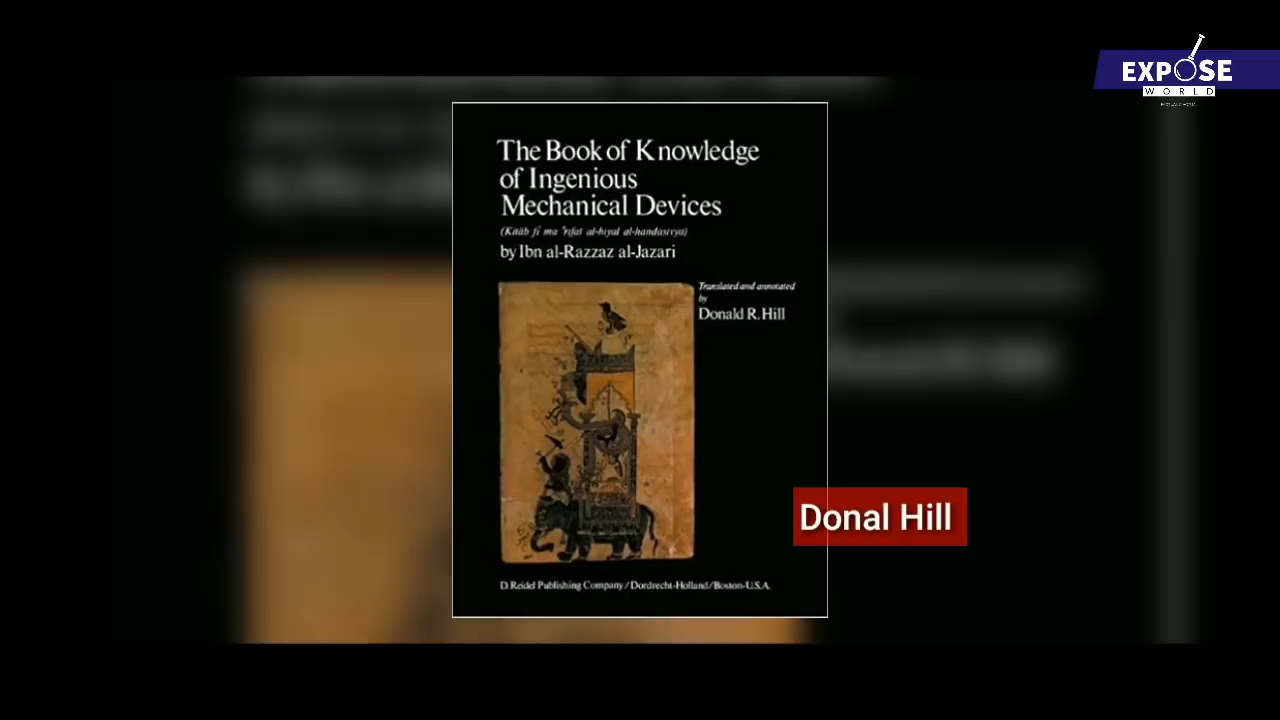 EXPOSE
WORLD
The Book of Knowledge
of Ingenious
Mechanical Devices
(Kitāb fī ma 'rifat al-ḥiyal al-handasiyya)
by Ibn al-Razzaz al-Jazari
Translated and annotated
by
Donald R. Hill
Donal Hill
D. Reidel Publishing Company / Dordrecht-Holland / Boston-U.S.A.